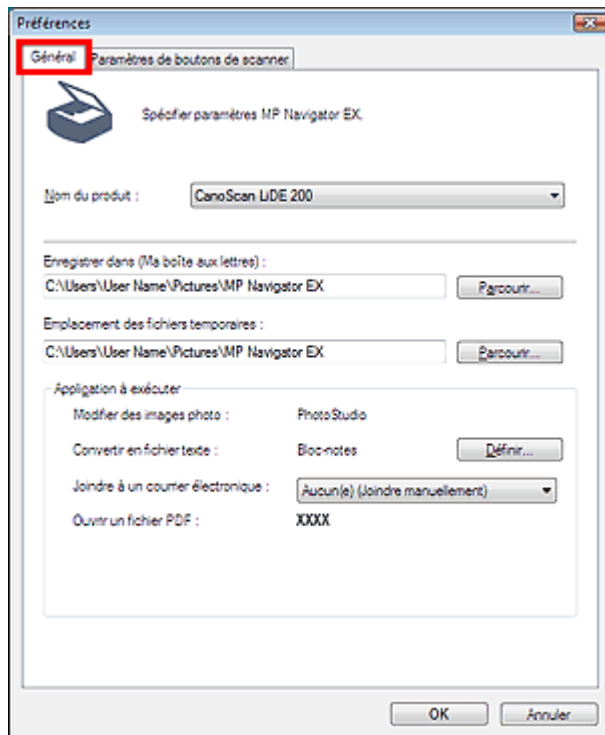 Préférences
Général Paramètres de boutons de scanner
Spécifier paramètres MP Navigator EX.
Nom du produit : CanoScan LiDE 200
Enregistrer dans (Ma boîte aux lettres) :
C:\Users\User Name\Pictures\MP Navigator EX Parcourir...
Emplacement des fichiers temporaires :
C:\Users\User Name\Pictures\MP Navigator EX Parcourir...
Application à exécuter
Modifier des images photo : PhotoStudio
Convertir en fichier texte : Bloc-notes Définir...
Joindre à un courrier électronique : Aucun(e) (Joindre manuellement)
Ouvrir un fichier PDF : XXXX
OK Annuler